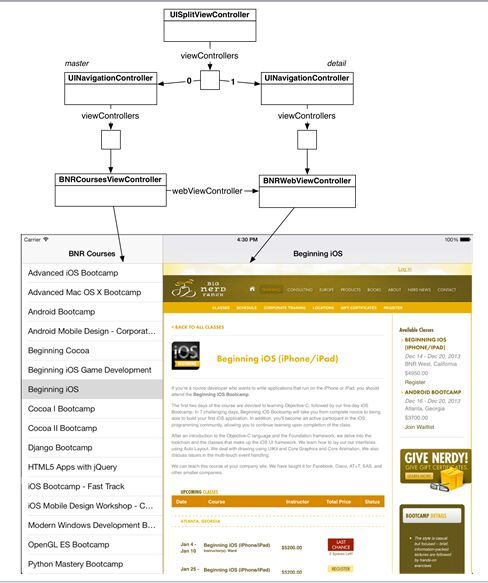 UISplitViewController
viewControllers
master
detail
UINavigationController
0
1
UINavigationController
viewControllers
viewControllers
BNRCoursesViewController
webViewController
BNRWebViewController
Carrier
4:30 PM
100%
BNR Courses
Beginning iOS
Advanced iOS Bootcamp
Advanced Mac OS X Bootcamp
Android Bootcamp
Android Mobile Design - Corporat...
Beginning Cocoa
Beginning iOS Game Development
Beginning iOS
Cocoa I Bootcamp
Cocoa II Bootcamp
Django Bootcamp
HTML5 Apps with jQuery
iOS Bootcamp - Fast Track
iOS Mobile Design Workshop - C...
Modern Windows Development B...
OpenGL ES Bootcamp
Python Mastery Bootcamp
Log in
BIG
nerd
RANCH
TRAINING CONSULTING EUROPE PRODUCTS BOOKS ABOUT NERD NEWS CONTACT
CLASSES SCHEDULE CORPORATE TRAINING LOCATIONS GIFT CERTIFICATES REGISTER
< BACK TO ALL CLASSES
iOS
Beginning iOS (iPhone/iPad)
If you're a novice developer who wants to write applications that run on the iPhone or iPad, you should
attend the Beginning iOS Bootcamp.
The first two days of the course are devoted to learning Objective-C, followed by our five-day iOS
Bootcamp. In 7 challenging days, Beginning iOS Bootcamp will take you from complete novice to being
able to build your first iOS application. In addition, you'll become an active participant in the iOS
programming community, allowing you to continue learning upon completion of the class.
After an introduction to the Objective-C language and the Foundation framework, we delve into the
toolchain and the classes that make up the iOS UI framework. We learn how to lay out our interfaces
using Auto Layout. We deal with drawing using UIKit and Core Graphics and Core Animation. We also
discuss issues in the multi-touch event handling.
We can teach this course at your company site. We have taught it for Facebook, Cisco, AT+T, SAS, and
other smaller companies.
UPCOMING CLASSES
Date Course Instructor Total Price Status
ATLANTA, GEORGIA
Jan 4 -
Jan 10
Beginning iOS (iPhone/iPad)
Instructor(s): Ward
$5200.00
LAST
CHANCE
2 Spaces Left
Jan 25 - Beginning iOS (iPhone/iPad) $5200.00 REGISTER
Available Classes
BEGINNING IOS
(IPHONE/IPAD)
Dec 14 - Dec 20, 2013
BNR West, California
$4950.00
Register
ANDROID BOOTCAMP
Dec 16 - Dec 20, 2013
Atlanta, Georgia
$3700.00
Join Waitlist
GIVE NERDY!
GIVE GIFT CERTIFICATES
LEARN MORE
BOOTCAMP DETAILS
The style is casual
but focused – brief,
information-packed
lectures are followed
by hands-on
exercises